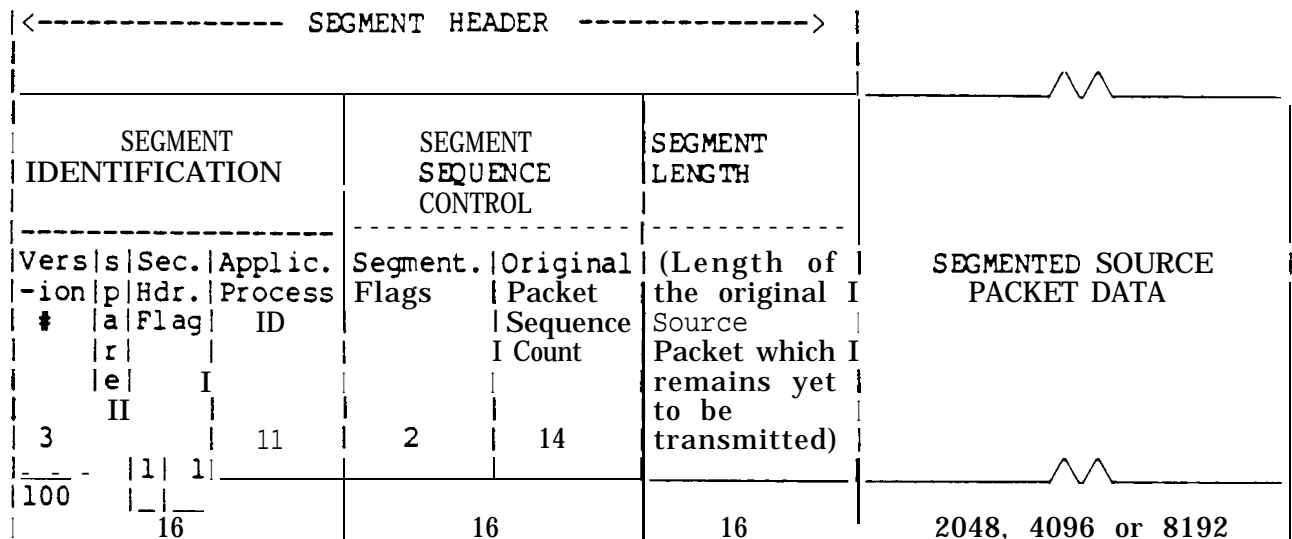 <--------------- SEGMENT HEADER -------------->
SEGMENT IDENTIFICATION
SEGMENT SEQUENCE CONTROL
SEGMENT LENGTH
Vers-ion #
spare
Sec. Hdr. Flag
Applic. Process ID
Segment. Flags
Original Packet Sequence Count
(Length of the original Source Packet which remains yet to be transmitted)
SEGMENTED SOURCE PACKET DATA
3
1
1
11
2
14
100
16
16
16
2048, 4096 or 8192